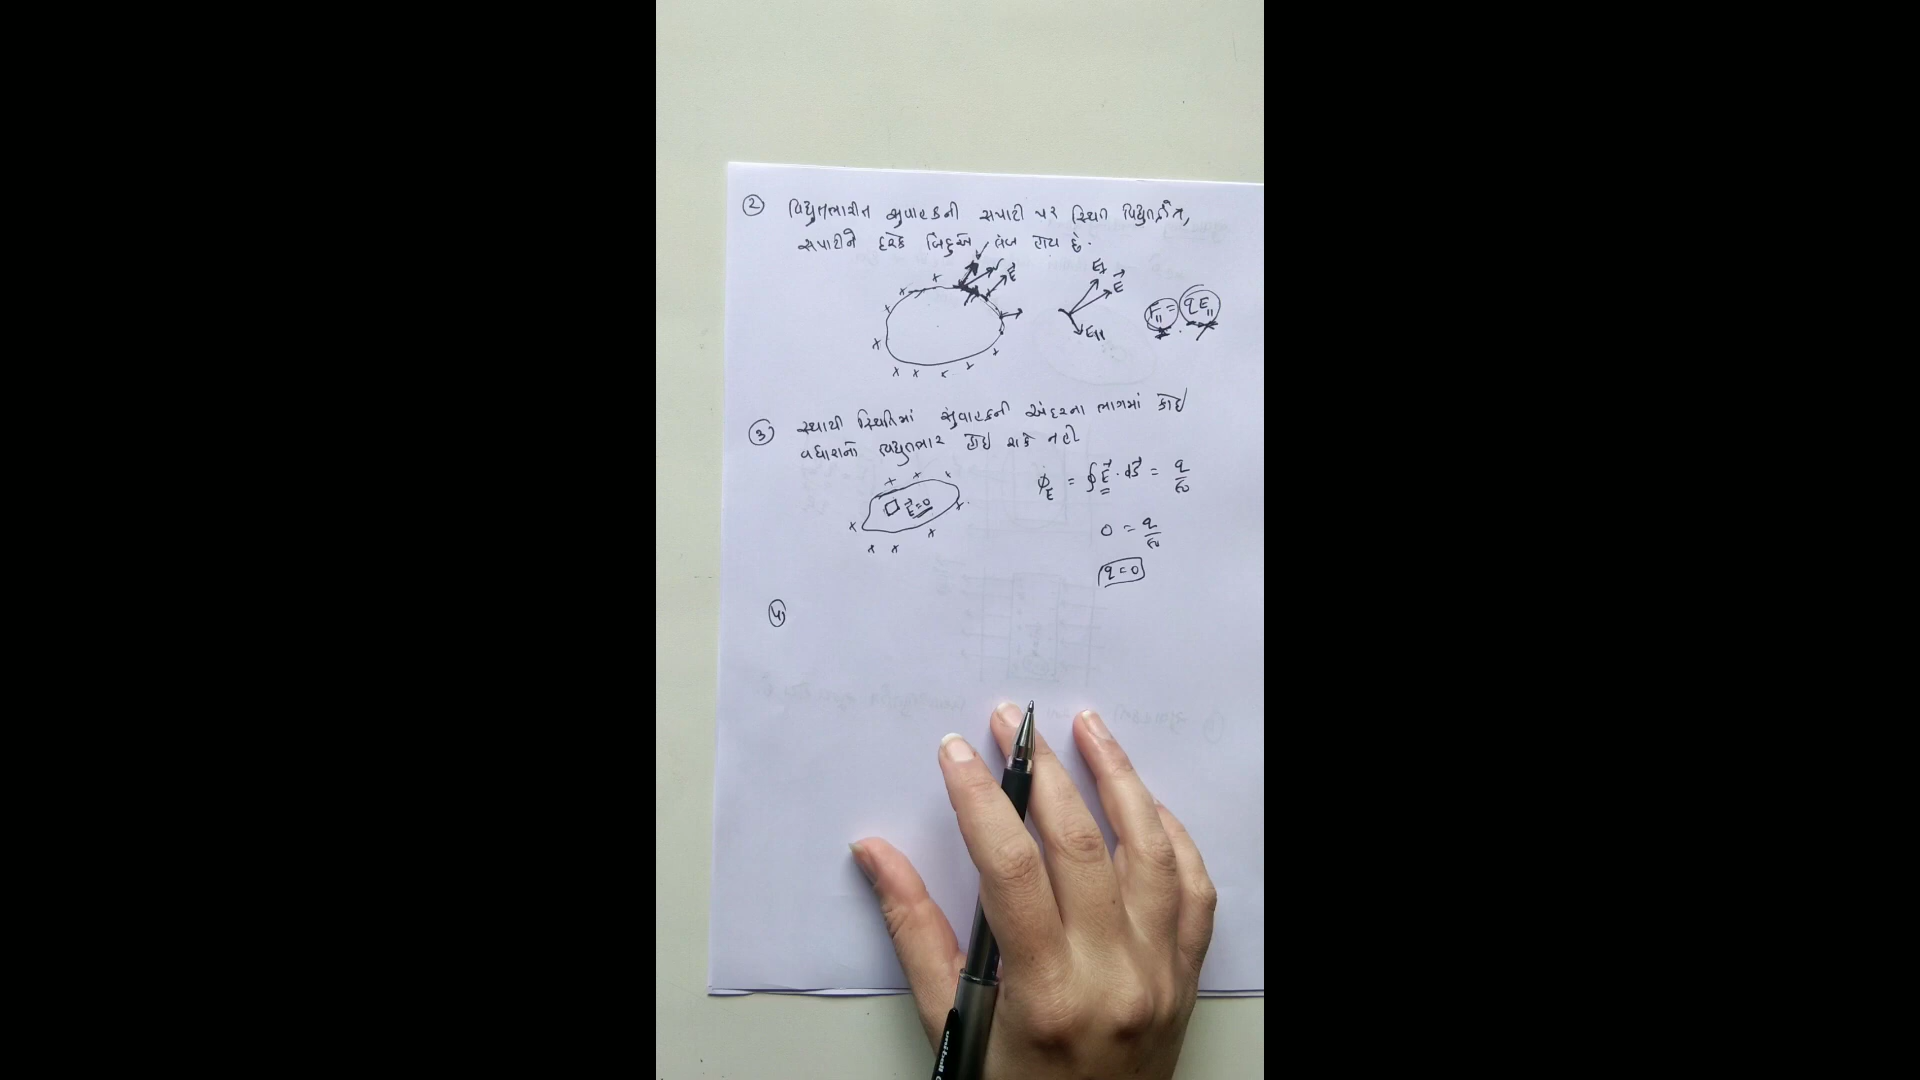 ② વિદ્યુતભારીત સુવાહકની સપાટી પર સ્થિત વિદ્યુતક્ષેત્ર,
સપાટીને દરેક બિંદુએ લંબ હોય છે.
E⊥
E⃗
E⃗
E||
F|| = qE||
③ સ્થાયી સ્થિતિમાં સુવાહકની અંદરના ભાગમાં કોઇ
વધારાનો વિદ્યુતભાર હોઇ શકે નહી
ϕE = ∮E⃗ · dS⃗ = q/ε0
E⃗=0
0 = q/ε0
q=0
④